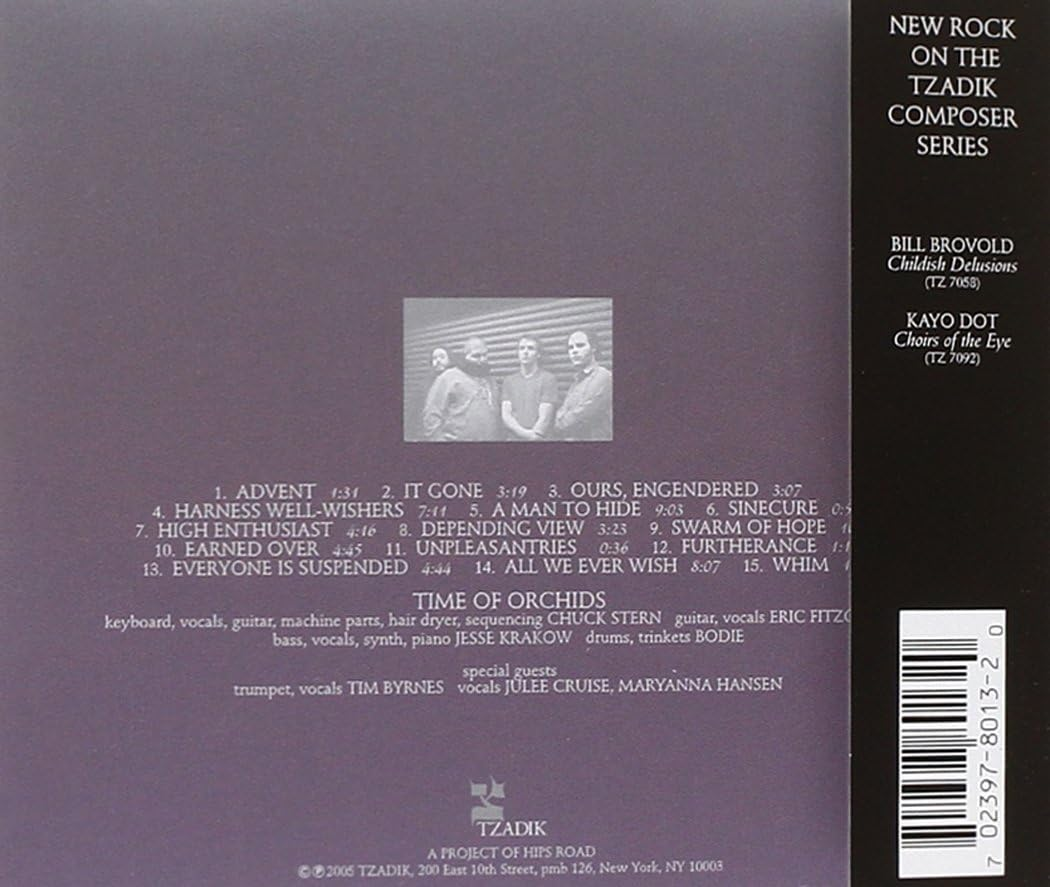 NEW ROCK
ON THE
TZADIK
COMPOSER
SERIES
BILL BROVOLD
Childish Delusions
(TZ 7058)
KAYO DOT
Choirs of the Eye
(TZ 7092)
1. ADVENT 1:31 2. IT GONE 3:19 3. OURS, ENGENDERED 3:07
4. HARNESS WELL-WISHERS 7:44 5. A MAN TO HIDE 9:03 6. SINECURE
7. HIGH ENTHUSIAST 4:16 8. DEPENDING VIEW 3:23 9. SWARM OF HOPE
10. EARNED OVER 4:45 11. UNPLEASANTRIES 0:36 12. FURTHERANCE
13. EVERYONE IS SUSPENDED 4:44 14. ALL WE EVER WISH 8:07 15. WHIM
TIME OF ORCHIDS
keyboard, vocals, guitar, machine parts, hair dryer, sequencing CHUCK STERN guitar, vocals ERIC
bass, vocals, synth, piano JESSE KRAKOW drums, trinkets BODIE
special guests
trumpet, vocals TIM BYRNES vocals JULEE CRUISE, MARYANNA HANSEN
TZADIK
A PROJECT OF HIPS ROAD
©℗2005 TZADIK, 200 East 10th Street, pmb 126, New York, NY 10003
7 02397-8013-2 0